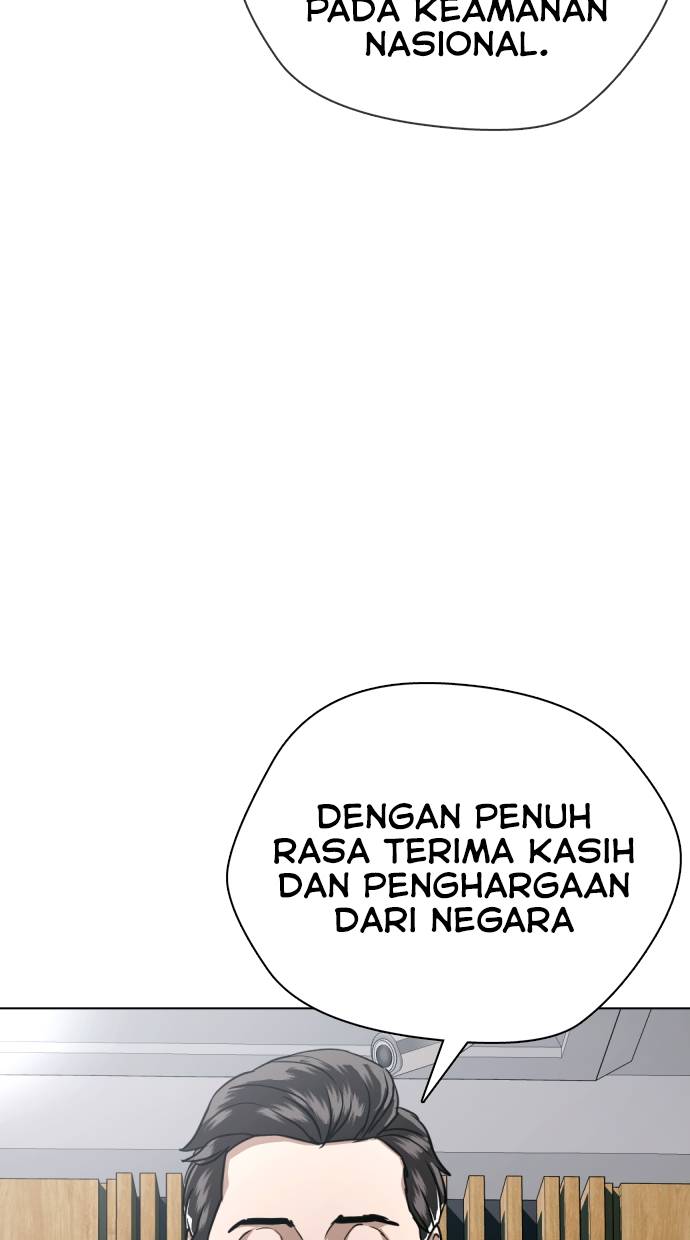 PADA KEAMANAN
NASIONAL.
DENGAN PENUH
RASA TERIMA KASIH
DAN PENGHARGAAN
DARI NEGARA